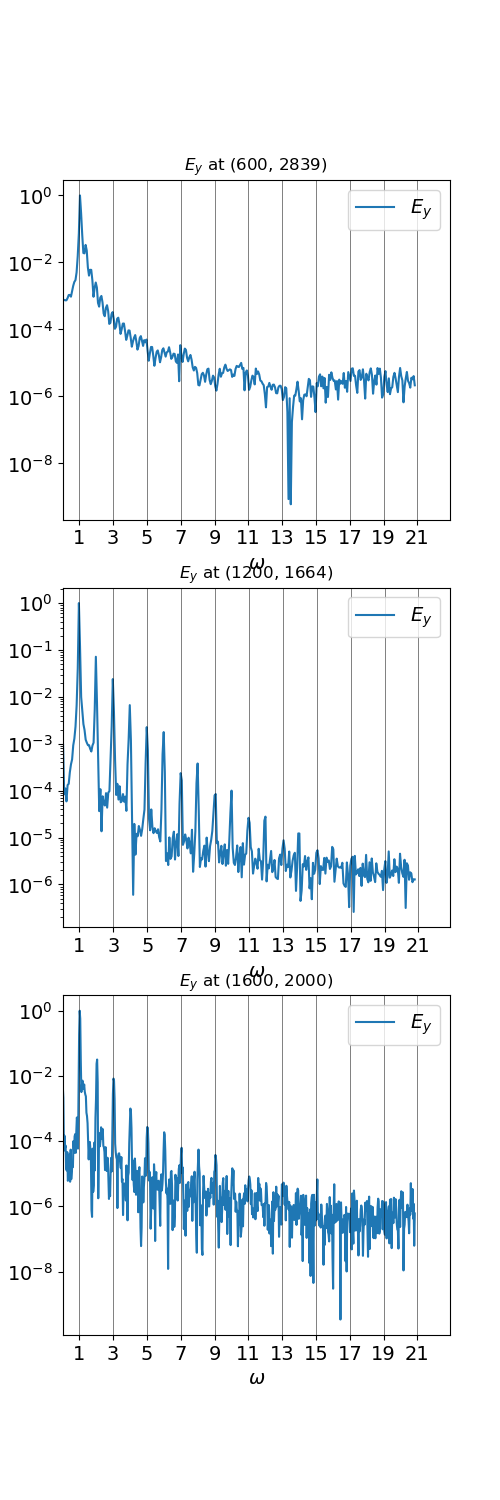 E_y at (600, 2839)
10^0
10^-2
10^-4
10^-6
10^-8
E_y
1 3 5 7 9 11 13 15 17 19 21
ω
E_y at (1200, 1664)
10^0
10^-1
10^-2
10^-3
10^-4
10^-5
10^-6
E_y
1 3 5 7 9 11 13 15 17 19 21
ω
E_y at (1600, 2000)
10^0
10^-2
10^-4
10^-6
10^-8
E_y
1 3 5 7 9 11 13 15 17 19 21
ω